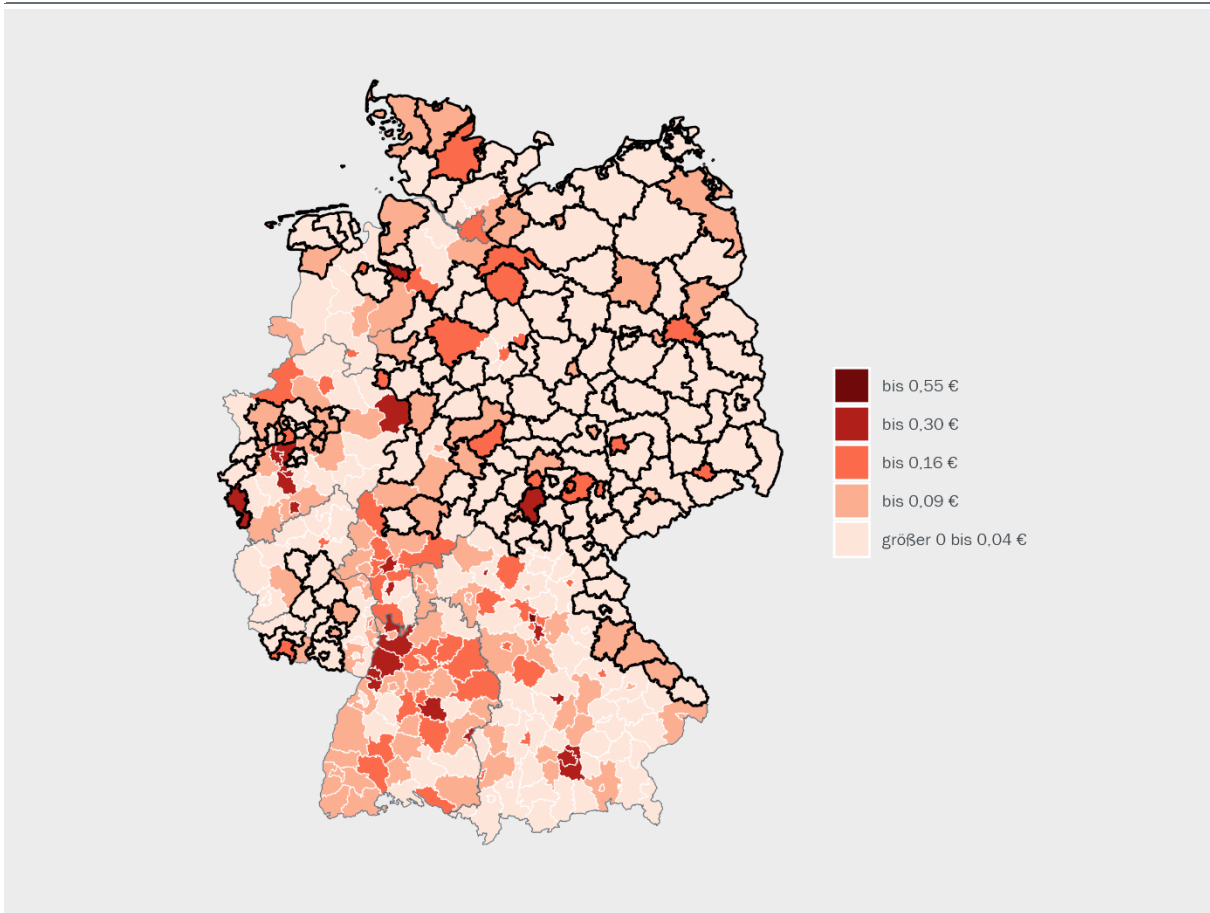 bis 0,55 €
bis 0,30 €
bis 0,16 €
bis 0,09 €
größer 0 bis 0,04 €